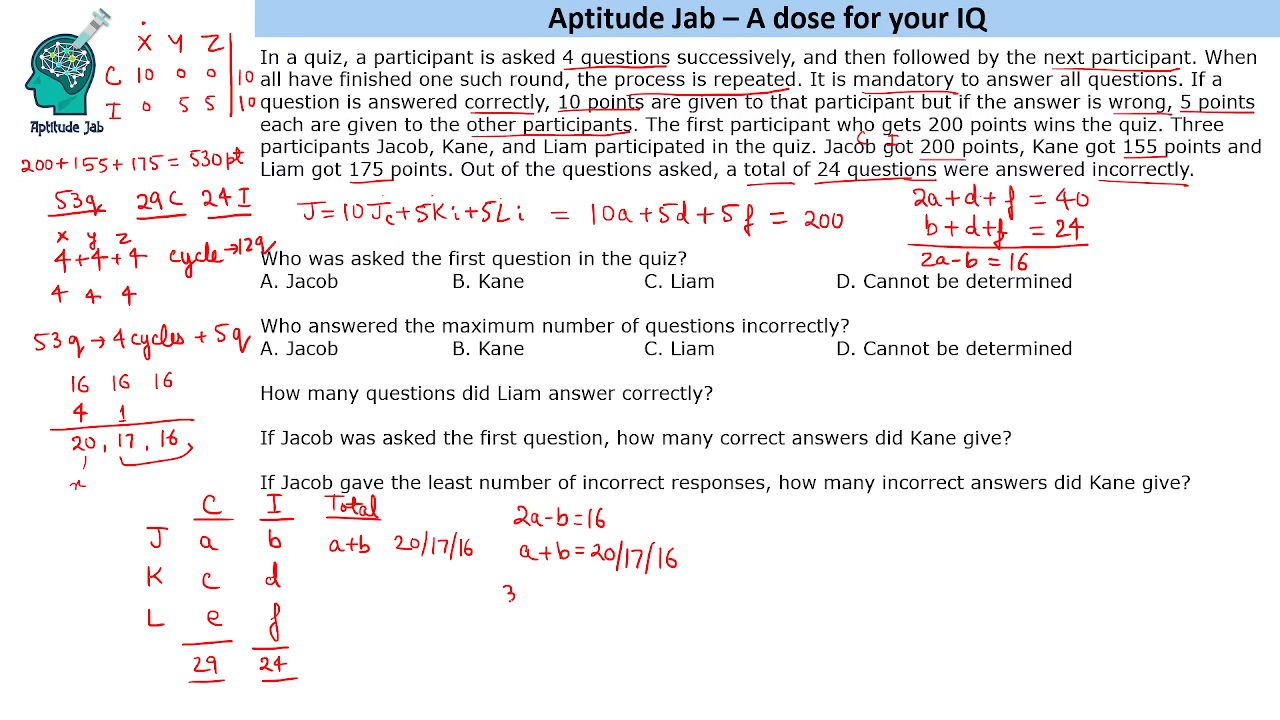 Aptitude Jab – A dose for your IQ
X Y Z
C 10 0 0 10
I 0 5 5 10
Aptitude Jab
In a quiz, a participant is asked 4 questions successively, and then followed by the next participant. When
all have finished one such round, the process is repeated. It is mandatory to answer all questions. If a
question is answered correctly, 10 points are given to that participant but if the answer is wrong, 5 points
each are given to the other participants. The first participant who gets 200 points wins the quiz. Three
C I
participants Jacob, Kane, and Liam participated in the quiz. Jacob got 200 points, Kane got 155 points and
Liam got 175 points. Out of the questions asked, a total of 24 questions were answered incorrectly.
200+155+175 = 530 pt
53q 29C 24 I
X Y Z
4+4+4 cycle→12q
4 4 4
53q → 4 cycles + 5q
16 16 16
4 1
20, 17, 16
x
J = 10Jc + 5Ki + 5Li = 10a + 5d + 5f = 200
2a + d + f = 40
b + d + f = 24
2a - b = 16
Who was asked the first question in the quiz?
A. Jacob B. Kane C. Liam D. Cannot be determined
Who answered the maximum number of questions incorrectly?
A. Jacob B. Kane C. Liam D. Cannot be determined
How many questions did Liam answer correctly?
If Jacob was asked the first question, how many correct answers did Kane give?
If Jacob gave the least number of incorrect responses, how many incorrect answers did Kane give?
C I Total
J a b a+b 20/17/16
K c d
L e f
29 24
2a-b=16
a+b=20/17/16
3